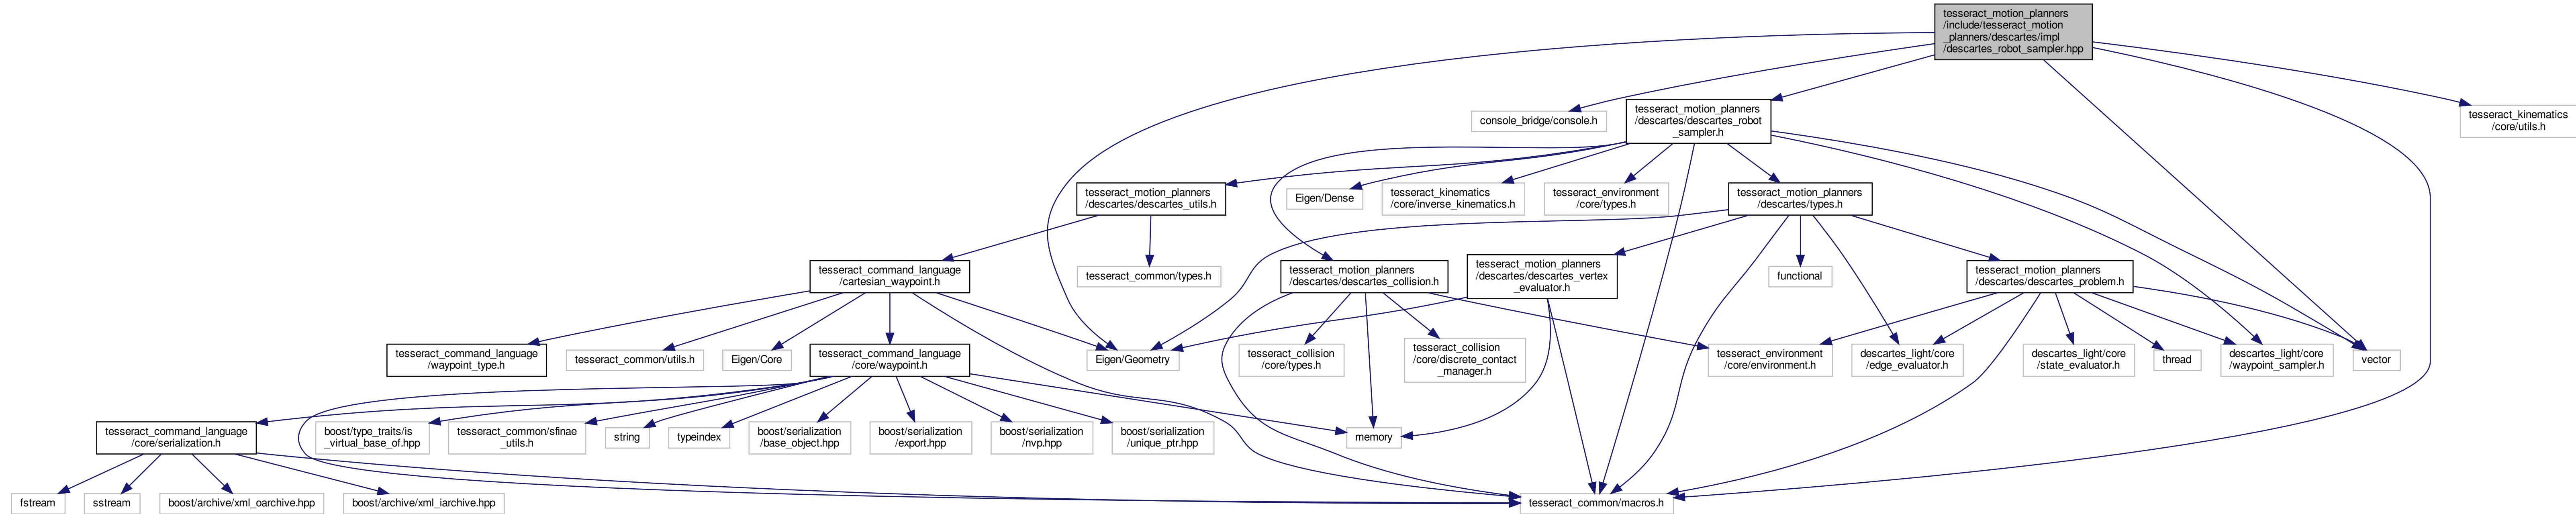 tesseract_motion_planners
/include/tesseract_motion
_planners/descartes/impl
/descartes_robot_sampler.hpp
console_bridge/console.h
tesseract_motion_planners
/descartes/descartes_robot
_sampler.h
tesseract_kinematics
/core/utils.h
tesseract_motion_planners
/descartes/descartes_utils.h
Eigen/Dense
tesseract_kinematics
/core/inverse_kinematics.h
tesseract_environment
/core/types.h
tesseract_motion_planners
/descartes/types.h
tesseract_command_language
/cartesian_waypoint.h
tesseract_common/types.h
tesseract_motion_planners
/descartes/descartes_collision.h
tesseract_motion_planners
/descartes/descartes_vertex
_evaluator.h
functional
tesseract_motion_planners
/descartes/descartes_problem.h
tesseract_command_language
/waypoint_type.h
tesseract_common/utils.h
Eigen/Core
tesseract_command_language
/core/waypoint.h
Eigen/Geometry
tesseract_collision
/core/types.h
tesseract_collision
/core/discrete_contact
_manager.h
tesseract_environment
/core/environment.h
descartes_light/core
/edge_evaluator.h
descartes_light/core
/state_evaluator.h
thread
descartes_light/core
/waypoint_sampler.h
vector
tesseract_command_language
/core/serialization.h
boost/type_traits/is
_virtual_base_of.hpp
tesseract_common/sfinae
_utils.h
string
typeindex
boost/serialization
/base_object.hpp
boost/serialization
/export.hpp
boost/serialization
/nvp.hpp
boost/serialization
/unique_ptr.hpp
memory
fstream
sstream
boost/archive/xml_oarchive.hpp
boost/archive/xml_iarchive.hpp
tesseract_common/macros.h